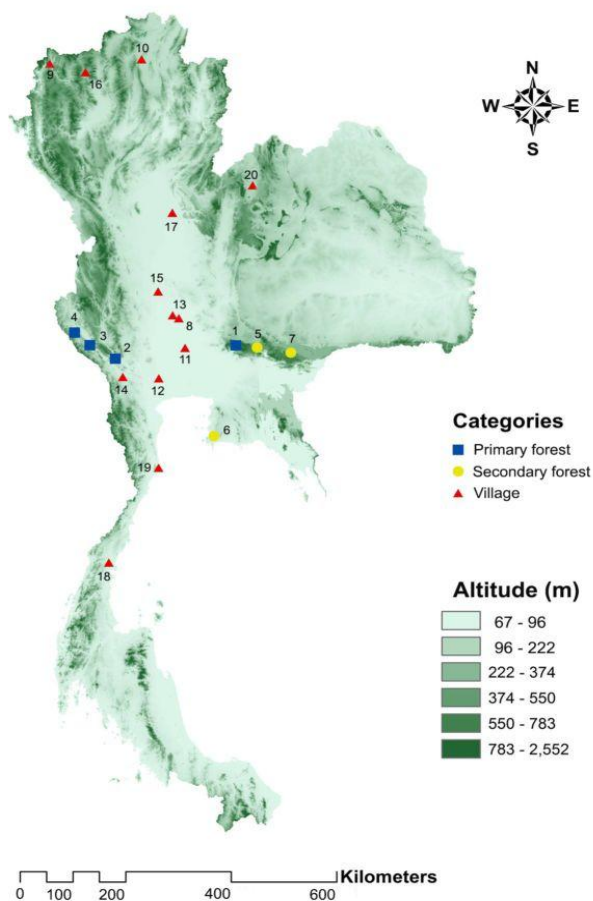 10
9
16
N
W E
S
20
17
15
13
8
4
3
2
1
5
7
11
14
12
6
19
18
Categories
Primary forest
Secondary forest
Village
Altitude (m)
67 - 96
96 - 222
222 - 374
374 - 550
550 - 783
783 - 2,552
Kilometers
0 100 200 400 600